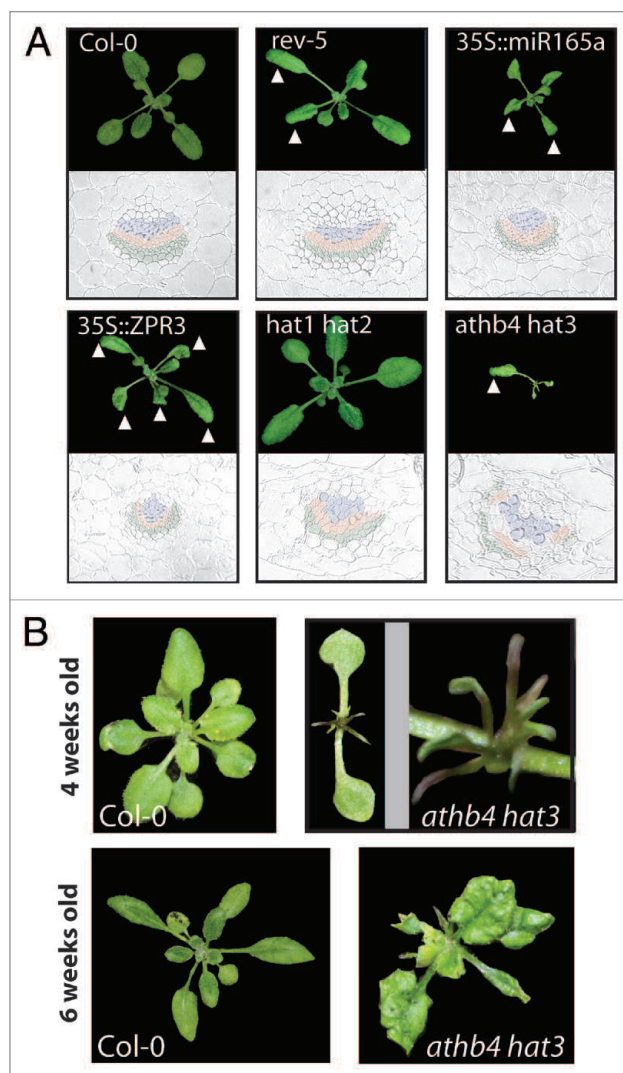 A
Col-0
rev-5
35S::miR165a
35S::ZPR3
hat1 hat2
athb4 hat3
B
4 weeks old
Col-0
athb4 hat3
6 weeks old
Col-0
athb4 hat3